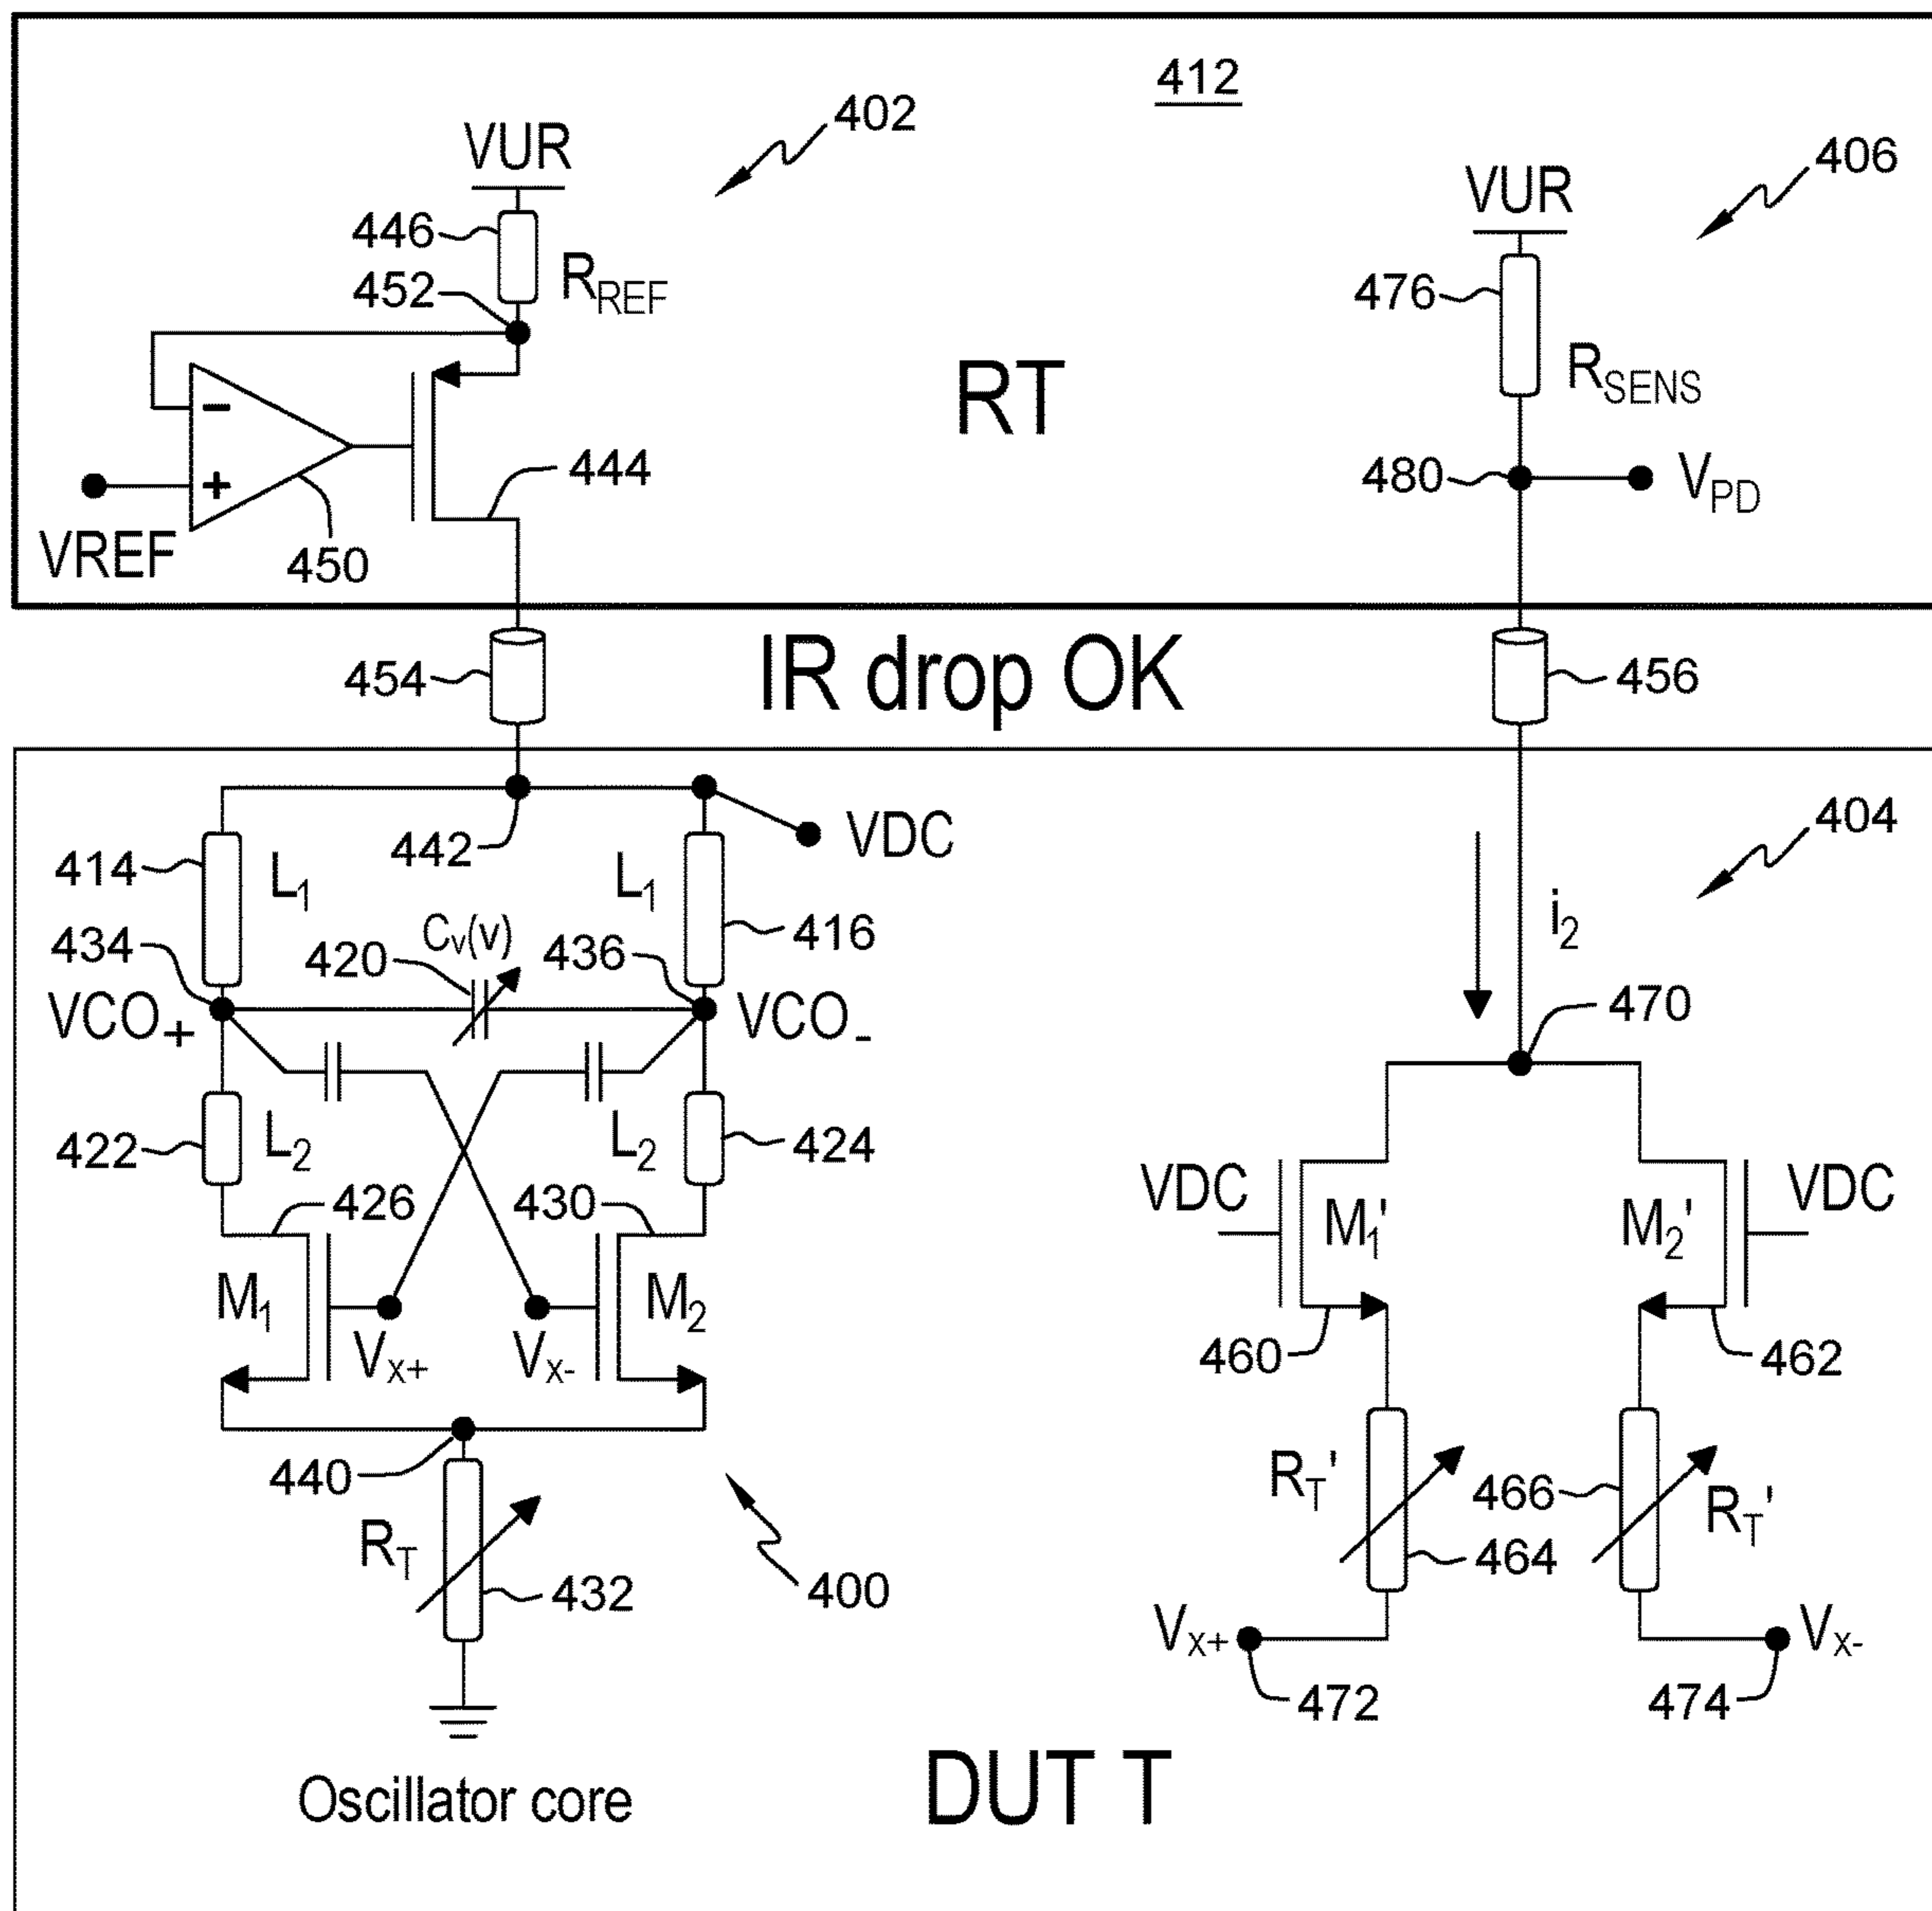 412
402
406
VUR
VUR
446
RREF
452
476
RSENS
−
+
VREF
450
444
RT
480
VPD
454
IR drop OK
456
442
VDC
404
414
L1
L1
416
i2
434
420
Cv(v)
436
VCO+
VCO-
470
422
L2
L2
424
426
430
VDC
M1'
M2'
VDC
M1
Vx+
Vx-
M2
460
462
440
RT
432
400
RT'
464
466
RT'
Vx+
472
474
Vx-
Oscillator core
DUT T